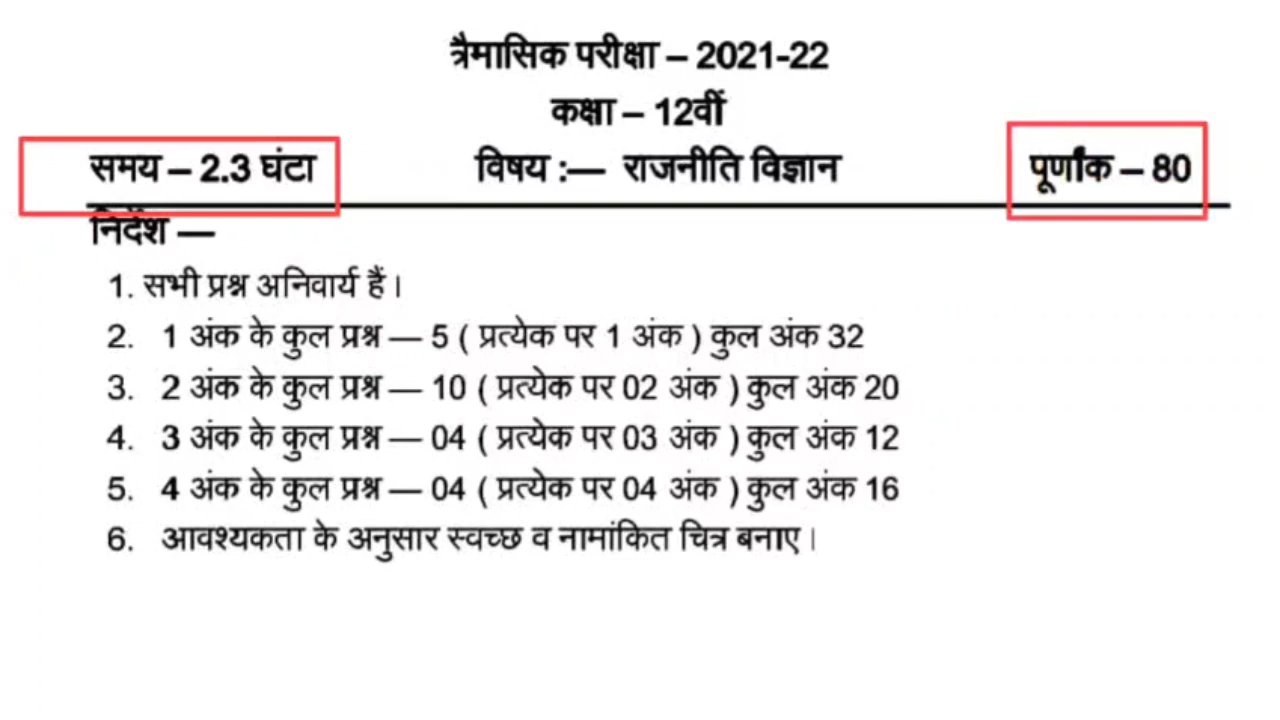 त्रैमासिक परीक्षा – 2021-22
कक्षा – 12वीं
समय – 2.3 घंटा विषय :— राजनीति विज्ञान पूर्णांक – 80
निर्देश —
1. सभी प्रश्न अनिवार्य हैं।
2. 1 अंक के कुल प्रश्न — 5 ( प्रत्येक पर 1 अंक ) कुल अंक 32
3. 2 अंक के कुल प्रश्न — 10 ( प्रत्येक पर 02 अंक ) कुल अंक 20
4. 3 अंक के कुल प्रश्न — 04 ( प्रत्येक पर 03 अंक ) कुल अंक 12
5. 4 अंक के कुल प्रश्न — 04 ( प्रत्येक पर 04 अंक ) कुल अंक 16
6. आवश्यकता के अनुसार स्वच्छ व नामांकित चित्र बनाए।